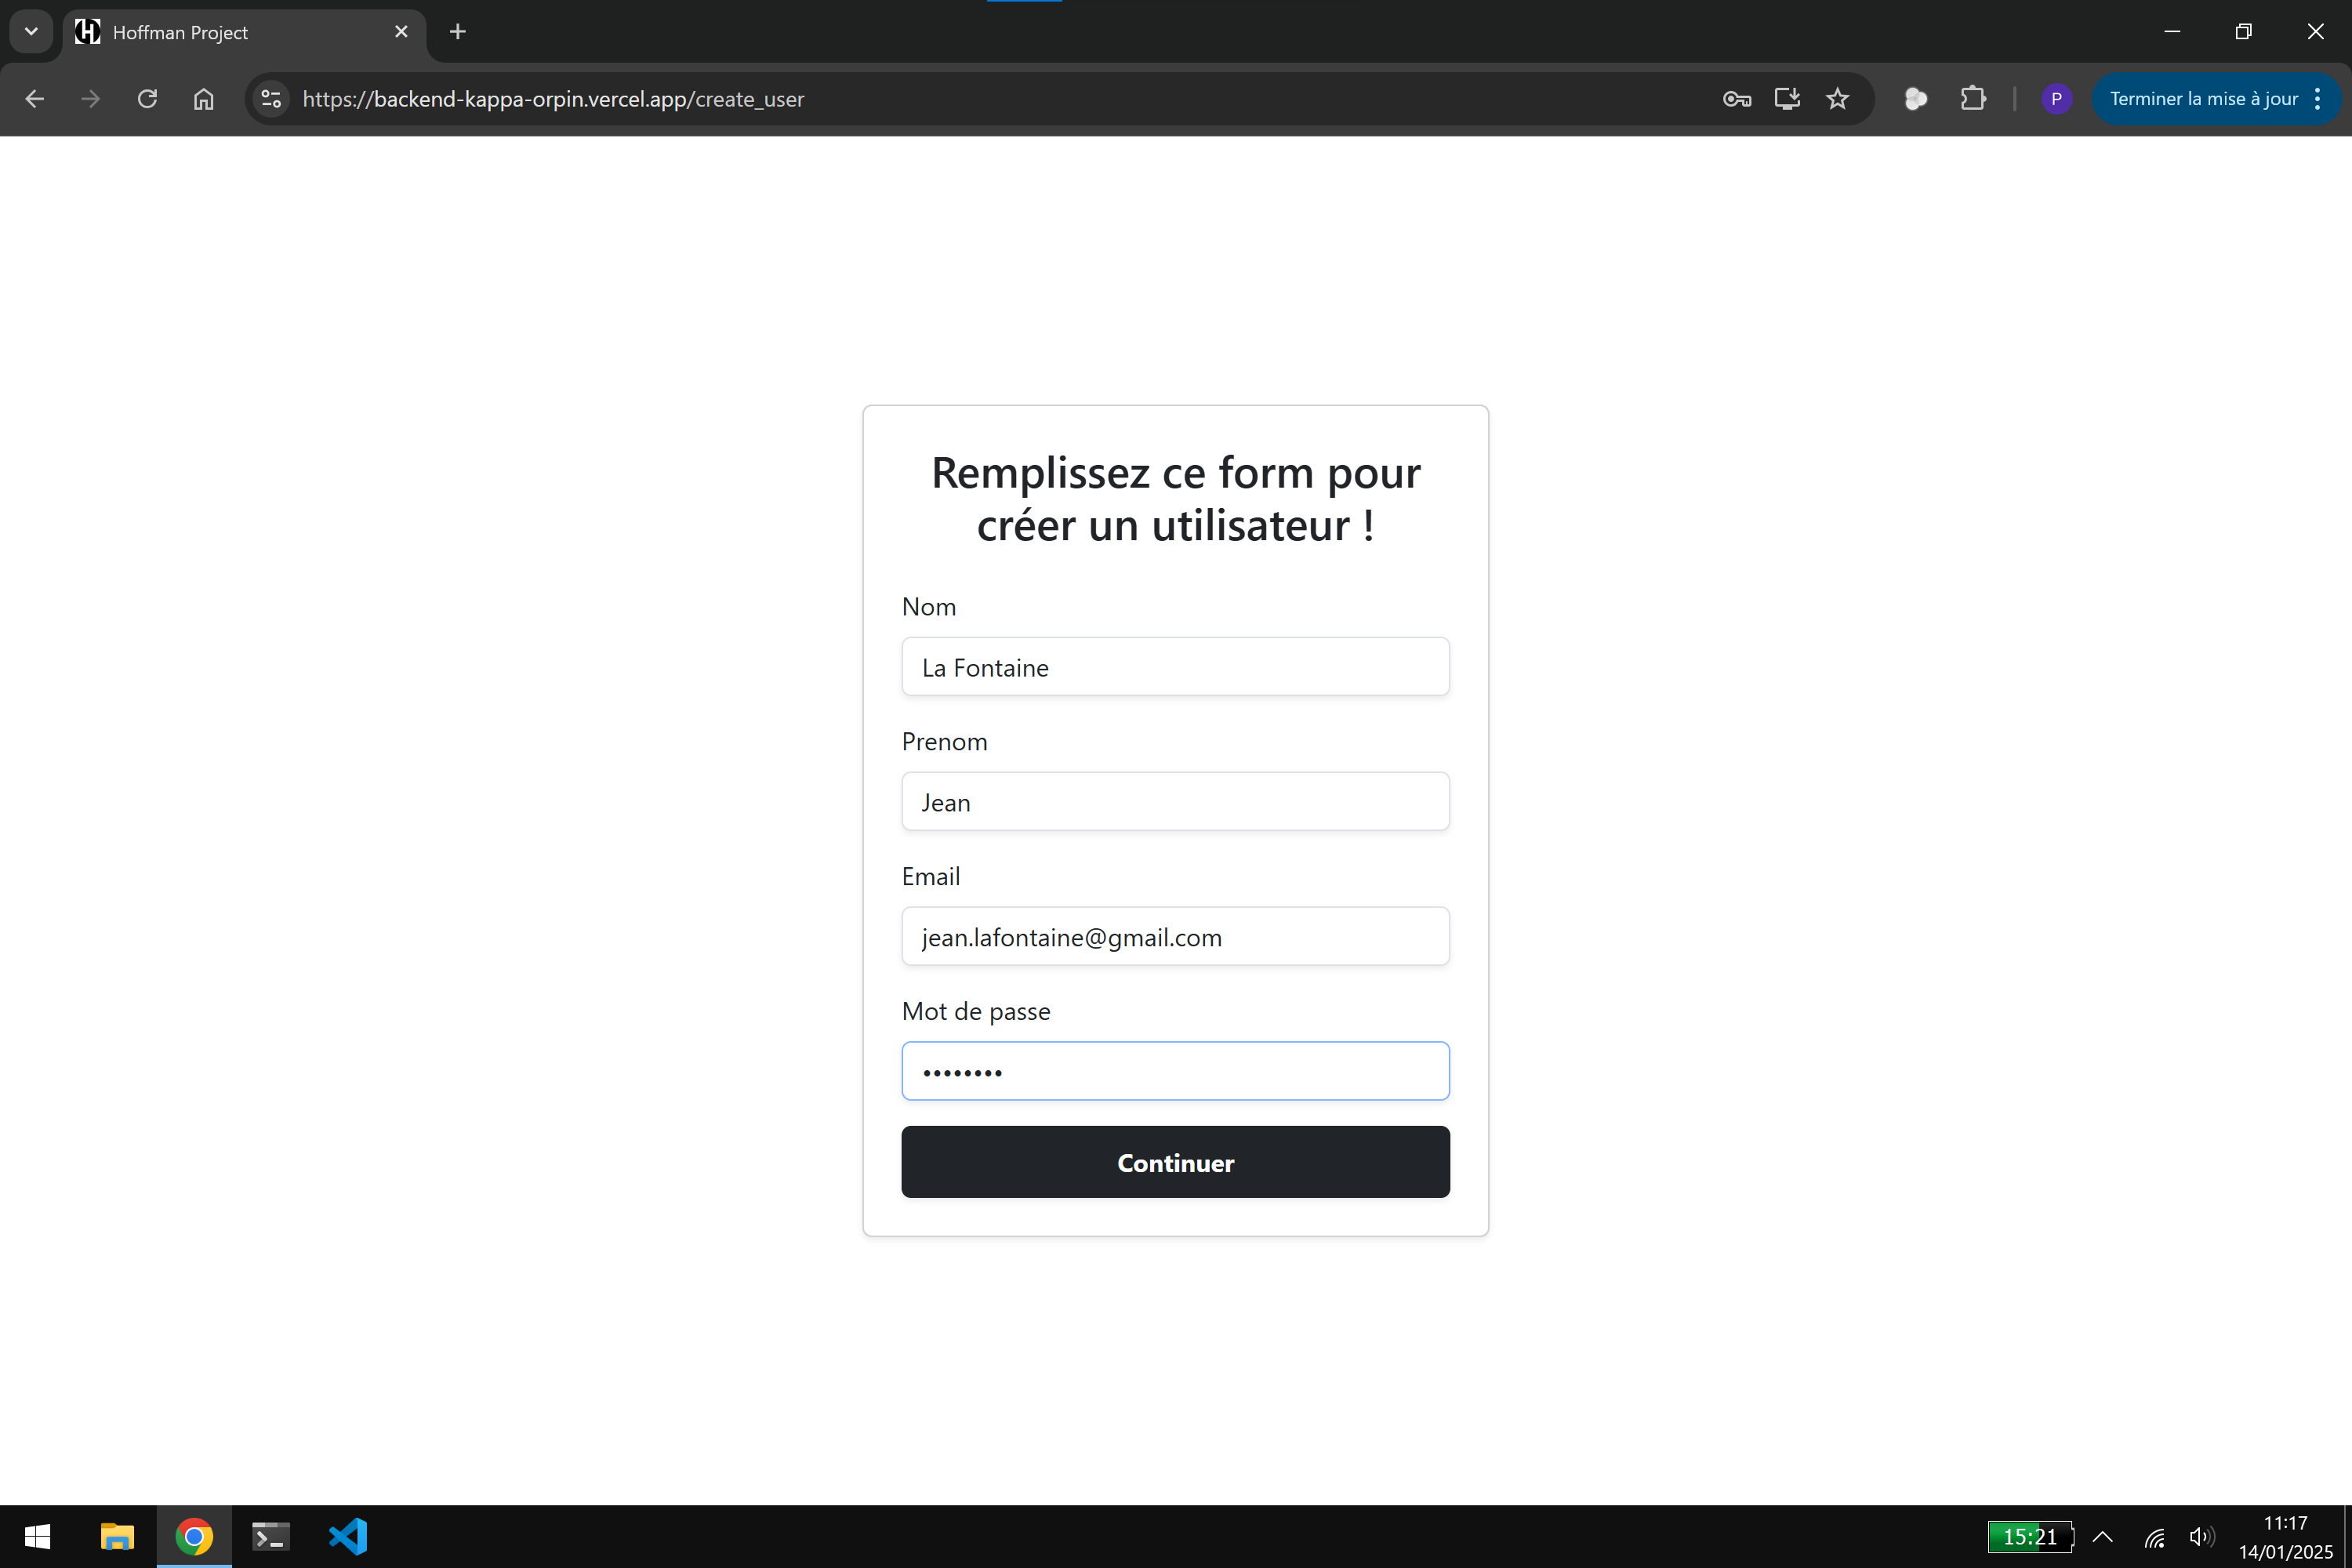 Hoffman Project
https://backend-kappa-orpin.vercel.app/create_user
P
Terminer la mise à jour
Remplissez ce form pour
créer un utilisateur !
Nom
La Fontaine
Prenom
Jean
Email
jean.lafontaine@gmail.com
Mot de passe
••••••••
Continuer
15:21
11:17
14/01/2025